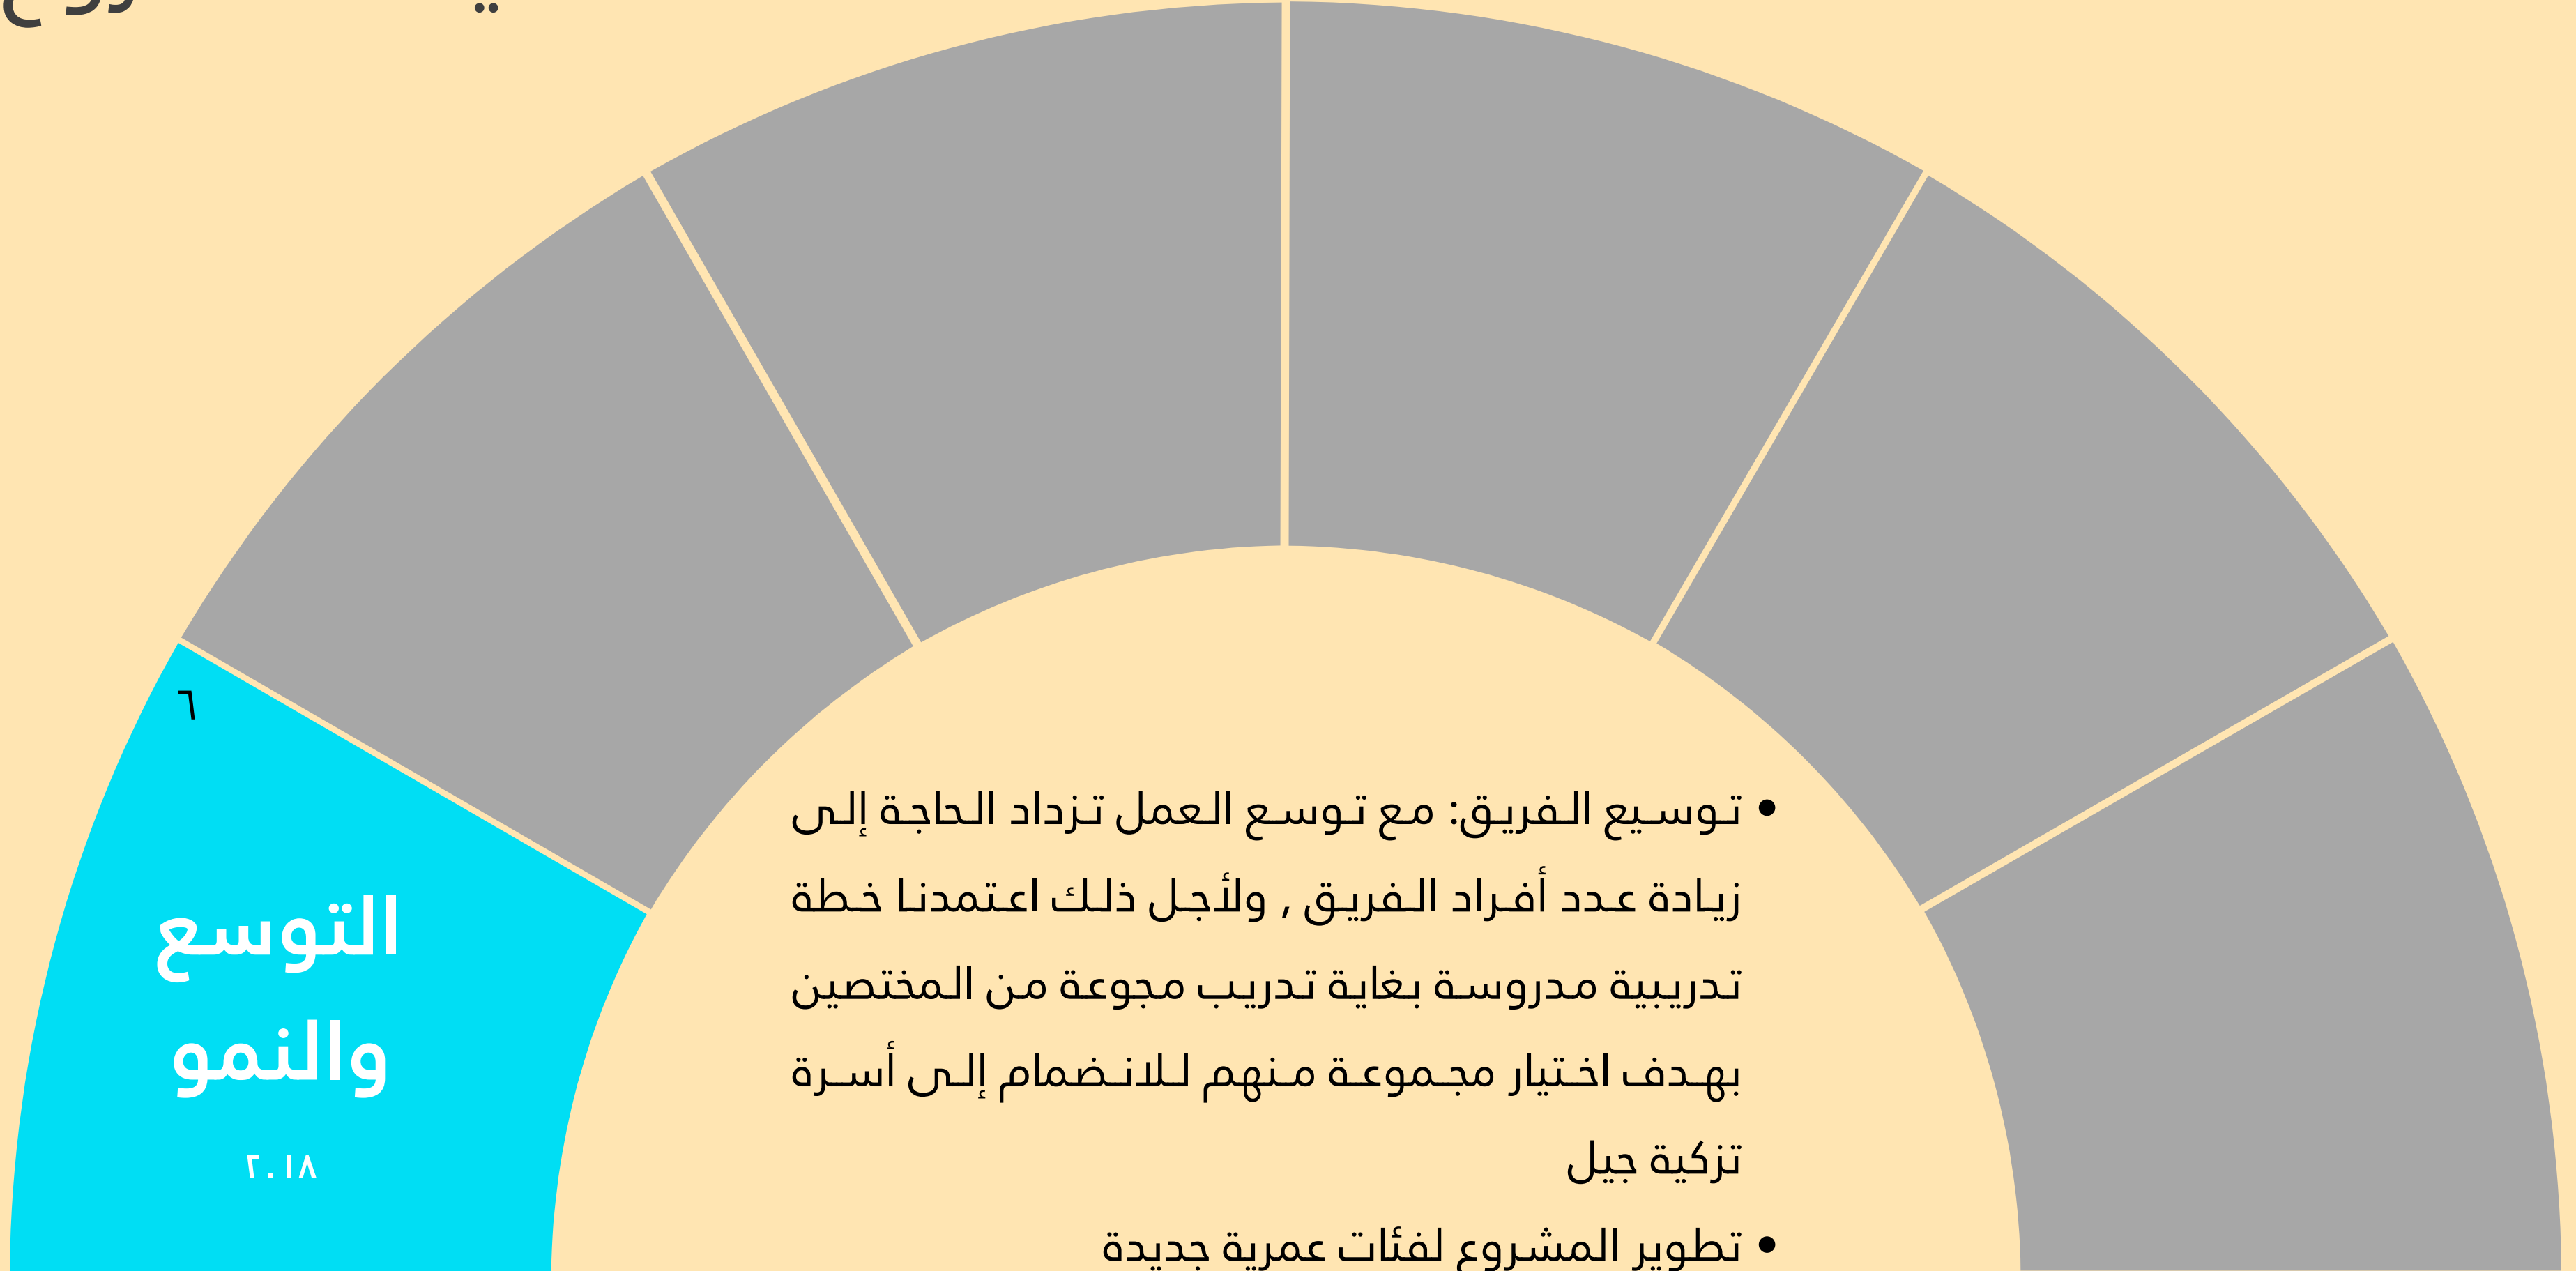 ٦
التوسع
والنمو
٢٠١٨
• توسيع الفريق: مع توسع العمل تزداد الحاجة إلى
زيادة عدد أفراد الفريق , ولأجل ذلك اعتمدنا خطة
تدريبية مدروسة بغاية تدريب مجوعة من المختصين
بهدف اختيار مجموعة منهم للانضمام إلى أسرة
تزكية جيل
• تطوير المشروع لفئات عمرية جديدة